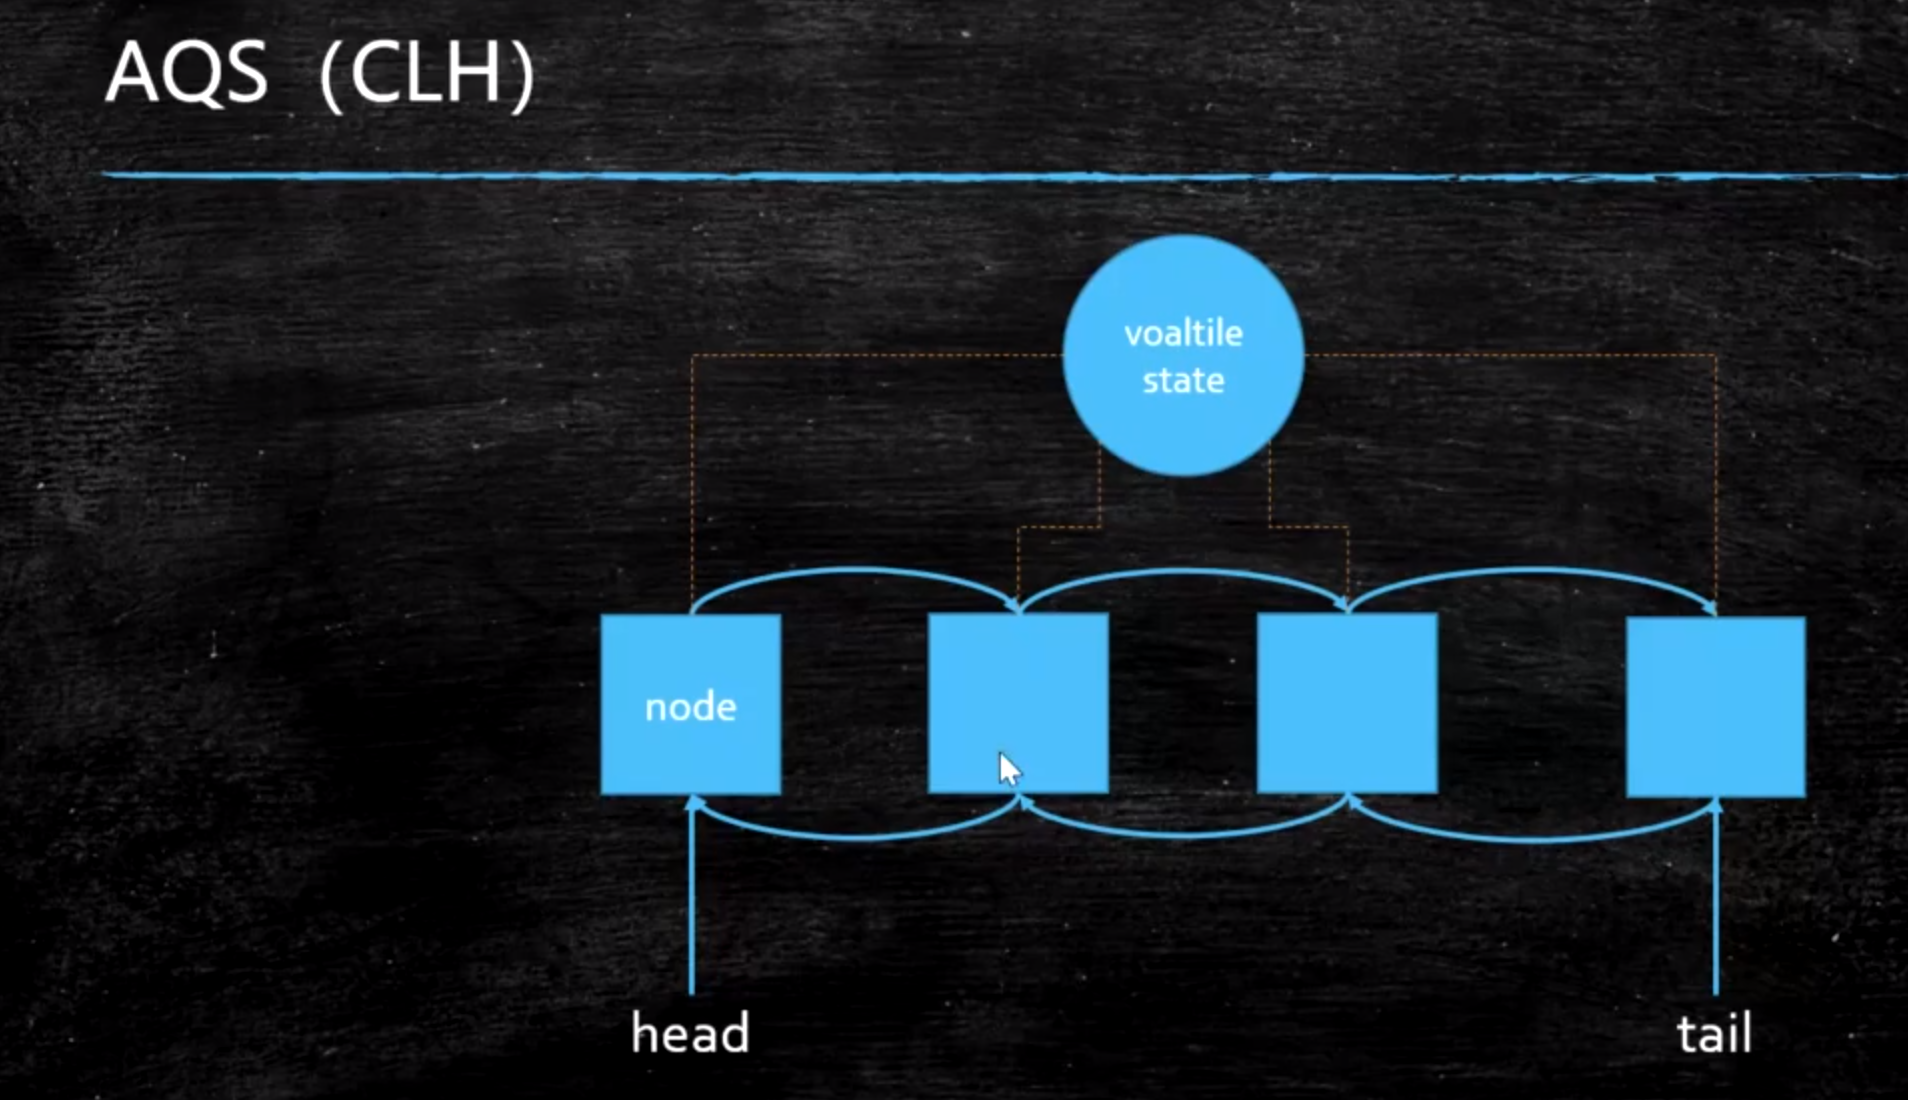 AQS (CLH)
voaltile
state
node
head
tail